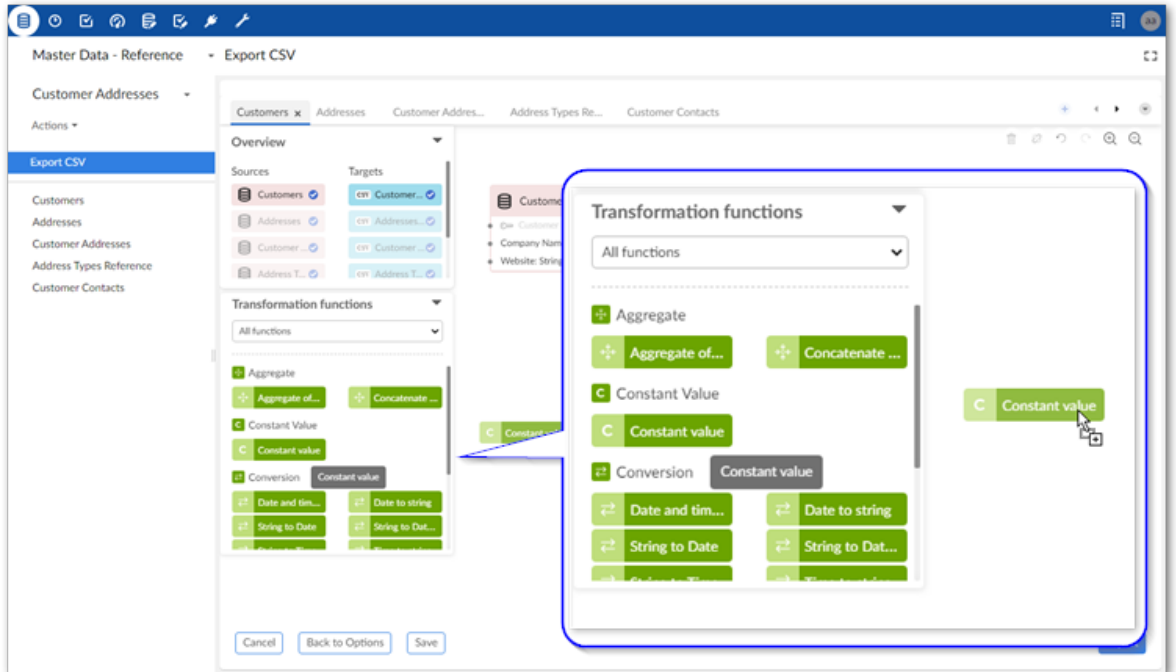 aa
Master Data - Reference
Export CSV
Customer Addresses
Actions
Export CSV
Customers
Addresses
Customer Addresses
Address Types Reference
Customer Contacts
Customers x Addresses Customer Addres... Address Types Re... Customer Contacts
Overview
Sources Targets
Customers CSV Customer...
Addresses CSV Addresses...
Customer ... CSV Customer ...
Address T... CSV Address T...
Transformation functions
All functions
Aggregate
Aggregate of... Concatenate ...
Constant Value
C Constant value
Conversion Constant value
Date and tim... Date to string
String to Date String to Dat...
Cancel Back to Options Save
Company Nam
Website: String
Transformation functions
All functions
Aggregate
Aggregate of... Concatenate ...
C Constant Value
C Constant value
Conversion Constant value
Date and tim... Date to string
String to Date String to Dat...
C Constant value